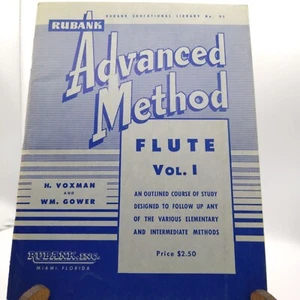 RUBANK EDUCATIONAL LIBRARY No.
RUBANK
Advanced
Method
FLUTE
VOL. I
H. VOXMAN
AND
WM. GOWER
AN OUTLINED COURSE OF STUDY
DESIGNED TO FOLLOW UP ANY
OF THE VARIOUS ELEMENTARY
AND INTERMEDIATE METHODS
Price $2.50
RUBANK, INC.
MIAMI, FLORIDA